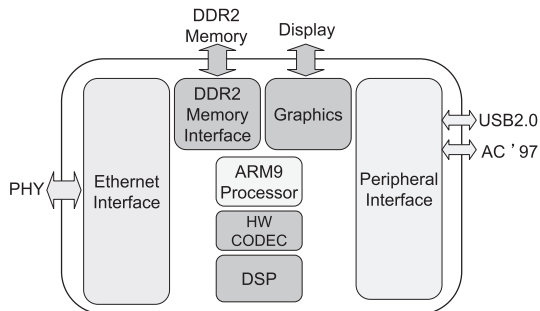 DDR2
Memory
Display
DDR2
Memory
Interface
Graphics
USB2.0
AC ’97
PHY
Ethernet
Interface
ARM9
Processor
Peripheral
Interface
HW
CODEC
DSP